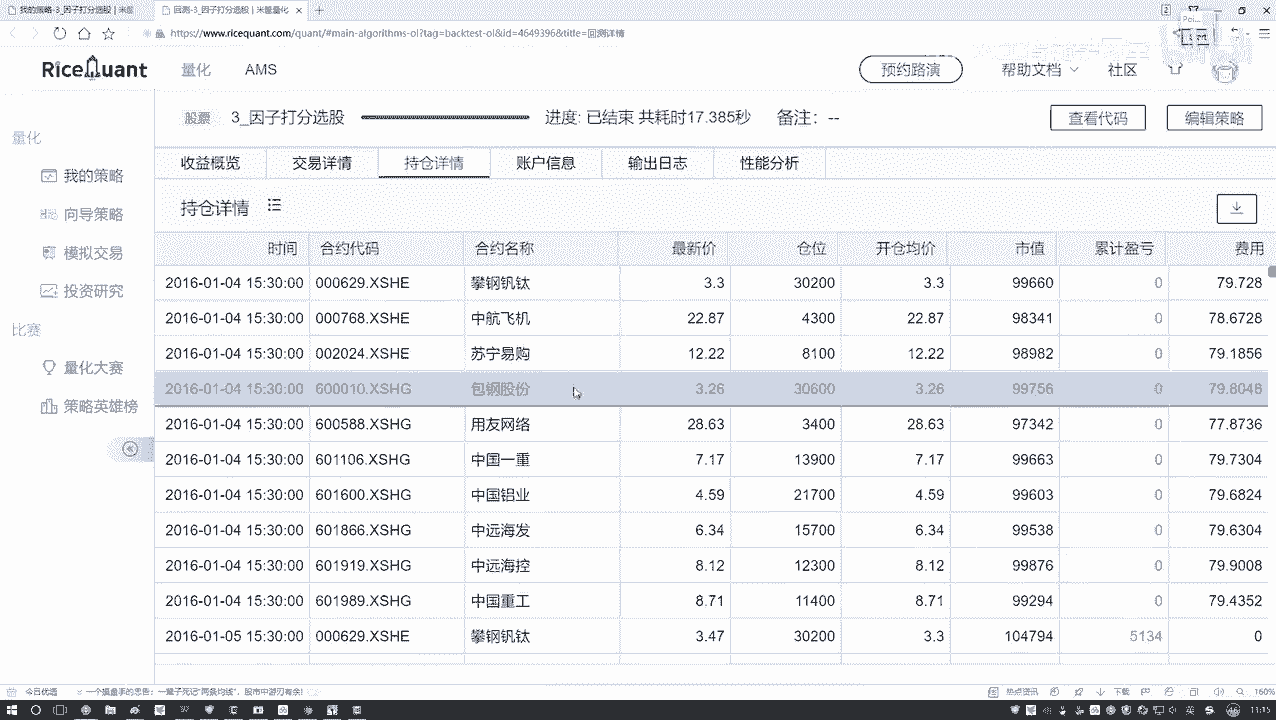 我的策略-3_因子打分选股 | 米筐
回测-3_因子打分选股 | 米筐量化
https://www.ricequant.com/quant/#main-algorithms-ol?tag=backtest-ol&id=4649396&title=回测详情
RiceQuant 量化 AMS 预约路演 帮助文档 社区
量化
我的策略
向导策略
模拟交易
投资研究
比赛
量化大赛
策略英雄榜
股票 3_因子打分选股 进度: 已结束 共耗时17.385秒 备注: -- 查看代码 编辑策略
收益概览 交易详情 持仓详情 账户信息 输出日志 性能分析
持仓详情
时间 合约代码 合约名称 最新价 仓位 开仓均价 市值 累计盈亏 费用
2016-01-04 15:30:00 000629.XSHE 攀钢钒钛 3.3 30200 3.3 99660 0 79.728
2016-01-04 15:30:00 000768.XSHE 中航飞机 22.87 4300 22.87 98341 0 78.6728
2016-01-04 15:30:00 002024.XSHE 苏宁易购 12.22 8100 12.22 98982 0 79.1856
2016-01-04 15:30:00 600010.XSHG 包钢股份 3.26 30600 3.26 99756 0 79.8048
2016-01-04 15:30:00 600588.XSHG 用友网络 28.63 3400 28.63 97342 0 77.8736
2016-01-04 15:30:00 601106.XSHG 中国一重 7.17 13900 7.17 99663 0 79.7304
2016-01-04 15:30:00 601600.XSHG 中国铝业 4.59 21700 4.59 99603 0 79.6824
2016-01-04 15:30:00 601866.XSHG 中远海发 6.34 15700 6.34 99538 0 79.6304
2016-01-04 15:30:00 601919.XSHG 中远海控 8.12 12300 8.12 99876 0 79.9008
2016-01-04 15:30:00 601989.XSHG 中国重工 8.71 11400 8.71 99294 0 79.4352
2016-01-05 15:30:00 000629.XSHE 攀钢钒钛 3.47 30200 3.3 104794 5134 0
今日优选 一个操盘手的思考: 一辈子死记"两条均线", 股市中游刃有余! 热点资讯 下载 160%
11:15